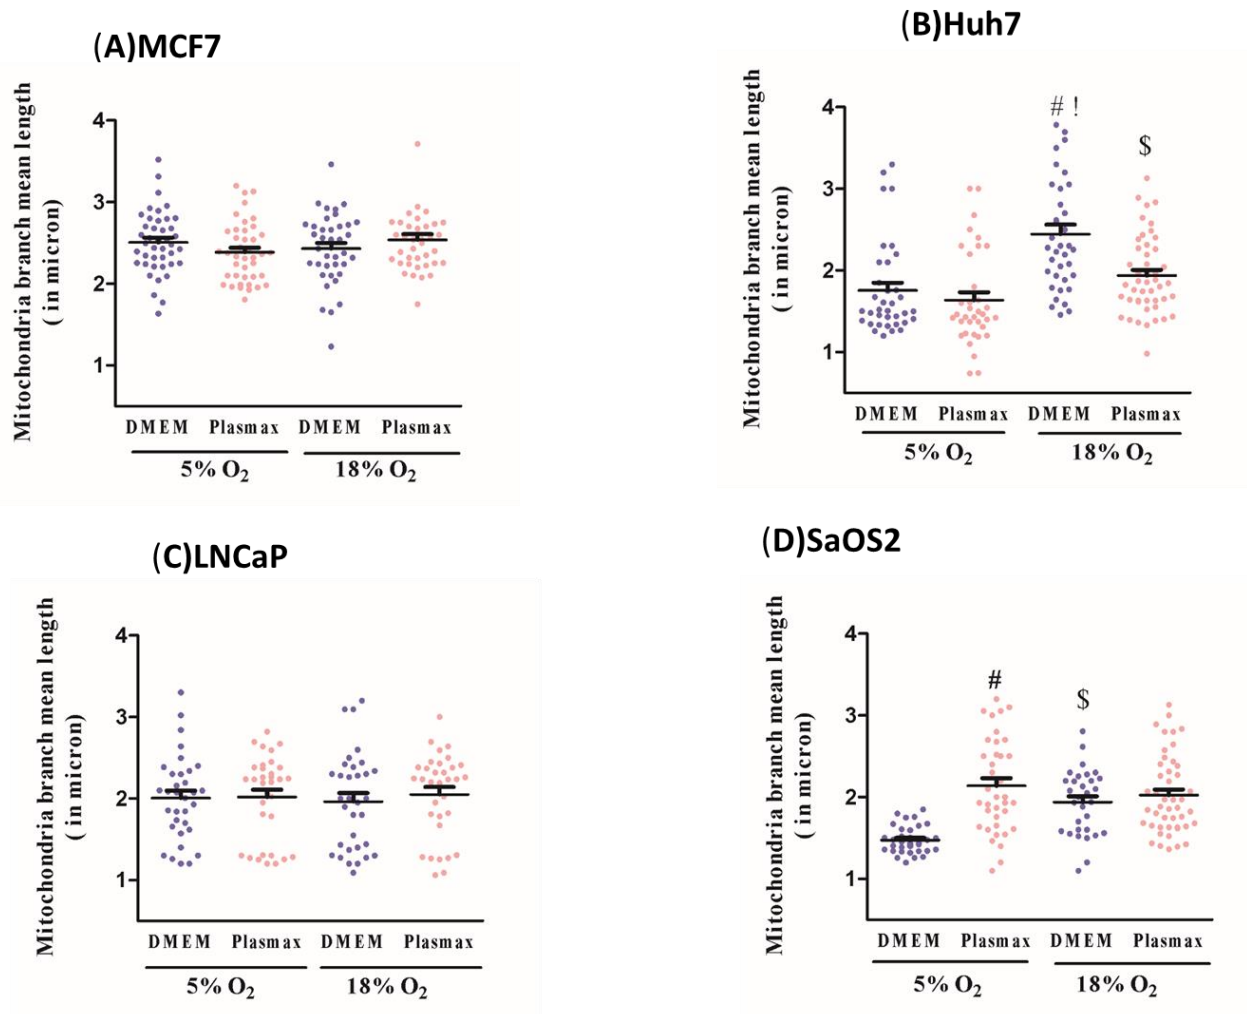 (A)MCF7
Mitochondria branch mean length
( in micron)
4
3
2
1
DMEM Plasmax DMEM Plasmax
5% O2 18% O2
(B)Huh7
Mitochondria branch mean length
( in micron)
# !
$
4
3
2
1
DMEM Plasmax DMEM Plasmax
5% O2 18% O2
(C)LNCaP
Mitochondria branch mean length
( in micron)
4
3
2
1
DMEM Plasmax DMEM Plasmax
5% O2 18% O2
(D)SaOS2
Mitochondria branch mean length
( in micron)
# $
4
3
2
1
DMEM Plasmax DMEM Plasmax
5% O2 18% O2